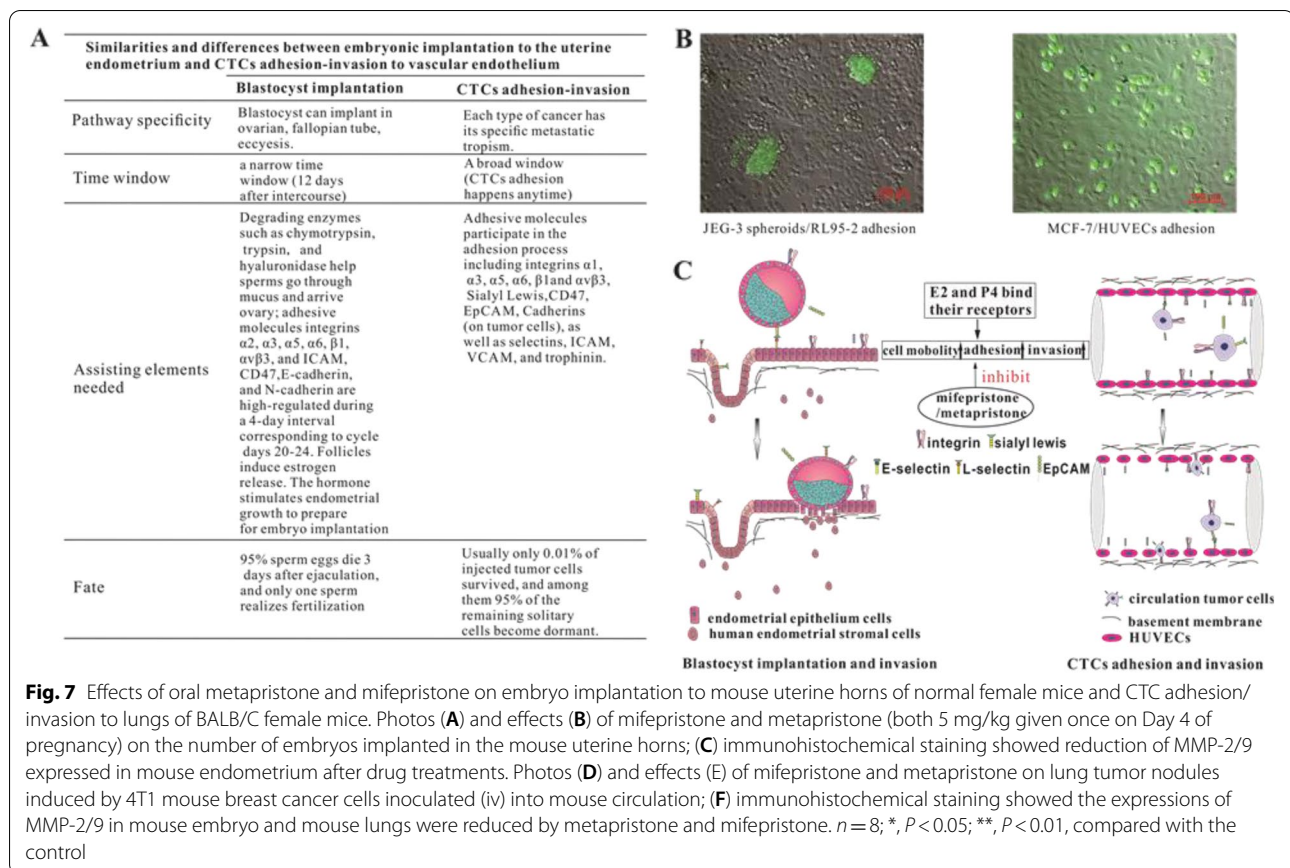 A
Similarities and differences between embryonic implantation to the uterine
endometrium and CTCs adhesion-invasion to vascular endothelium
Blastocyst implantation
CTCs adhesion-invasion
Pathway specificity
Blastocyst can implant in
ovarian, fallopian tube,
eccyesis.
Each type of cancer has
its specific metastatic
tropism.
Time window
a narrow time
window (12 days
after intercourse)
A broad window
(CTCs adhesion
happens anytime)
Assisting elements
needed
Degrading enzymes
such as chymotrypsin,
trypsin, and
hyaluronidase help
sperms go through
mucus and arrive
ovary; adhesive
molecules integrins
α2, α3, α5, α6, β1,
αvβ3, and ICAM,
CD47,E-cadherin,
and N-cadherin are
high-regulated during
a 4-day interval
corresponding to cycle
days 20-24. Follicles
induce estrogen
release. The hormone
stimulates endometrial
growth to prepare
for embryo implantation
Adhesive molecules
participate in the
adhesion process
including integrins α1,
α3, α5, α6, β1and αvβ3,
Sialyl Lewis,CD47,
EpCAM, Cadherins
(on tumor cells), as
well as selectins, ICAM,
VCAM, and trophinin.
Fate
95% sperm eggs die 3
days after ejaculation,
and only one sperm
realizes fertilization
Usually only 0.01% of
injected tumor cells
survived, and among
them 95% of the
remaining solitary
cells become dormant.
B
JEG-3 spheroids/RL95-2 adhesion
MCF-7/HUVECs adhesion
C
E2 and P4 bind
their receptors
cell mobolity adhesion invasion
inhibit
mifepristone
/metapristone
integrin sialyl lewis
E-selectin L-selectin EpCAM
endometrial epithelium cells
human endometrial stromal cells
Blastocyst implantation and invasion
circulation tumor cells
basement membrane
HUVECs
CTCs adhesion and invasion
Fig. 7 Effects of oral metapristone and mifepristone on embryo implantation to mouse uterine horns of normal female mice and CTC adhesion/
invasion to lungs of BALB/C female mice. Photos (A) and effects (B) of mifepristone and metapristone (both 5 mg/kg given once on Day 4 of
pregnancy) on the number of embryos implanted in the mouse uterine horns; (C) immunohistochemical staining showed reduction of MMP-2/9
expressed in mouse endometrium after drug treatments. Photos (D) and effects (E) of mifepristone and metapristone on lung tumor nodules
induced by 4T1 mouse breast cancer cells inoculated (iv) into mouse circulation; (F) immunohistochemical staining showed the expressions of
MMP-2/9 in mouse embryo and mouse lungs were reduced by metapristone and mifepristone. n = 8; *, P < 0.05; **, P < 0.01, compared with the
control